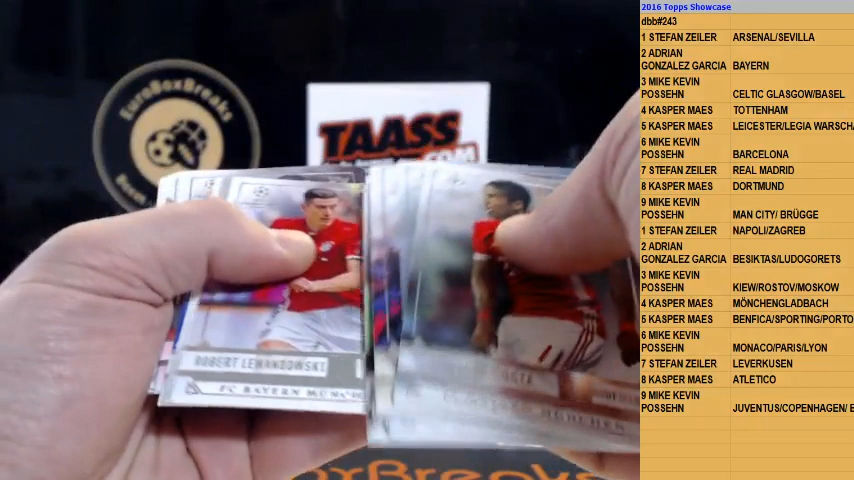 2016 Topps Showcase
dbb#243
1 STEFAN ZEILER ARSENAL/SEVILLA
2 ADRIAN
GONZALEZ GARCIA BAYERN
3 MIKE KEVIN
POSSEHN CELTIC GLASGOW/BASEL
4 KASPER MAES TOTTENHAM
5 KASPER MAES LEICESTER/LEGIA WARSCHA
6 MIKE KEVIN
POSSEHN BARCELONA
7 STEFAN ZEILER REAL MADRID
8 KASPER MAES DORTMUND
9 MIKE KEVIN
POSSEHN MAN CITY/ BRÜGGE
1 STEFAN ZEILER NAPOLI/ZAGREB
2 ADRIAN
GONZALEZ GARCIA BESIKTAS/LUDOGORETS
3 MIKE KEVIN
POSSEHN KIEW/ROSTOV/MOSKOW
4 KASPER MAES MÖNCHENGLADBACH
5 KASPER MAES BENFICA/SPORTING/PORTO
6 MIKE KEVIN
POSSEHN MONACO/PARIS/LYON
7 STEFAN ZEILER LEVERKUSEN
8 KASPER MAES ATLETICO
9 MIKE KEVIN
POSSEHN JUVENTUS/COPENHAGEN/ E
EuroBoxBreaks
TAASS
.COM
ROBERT LEWANDOWSKI
FC BAYERN MÜNC
roxBreaks